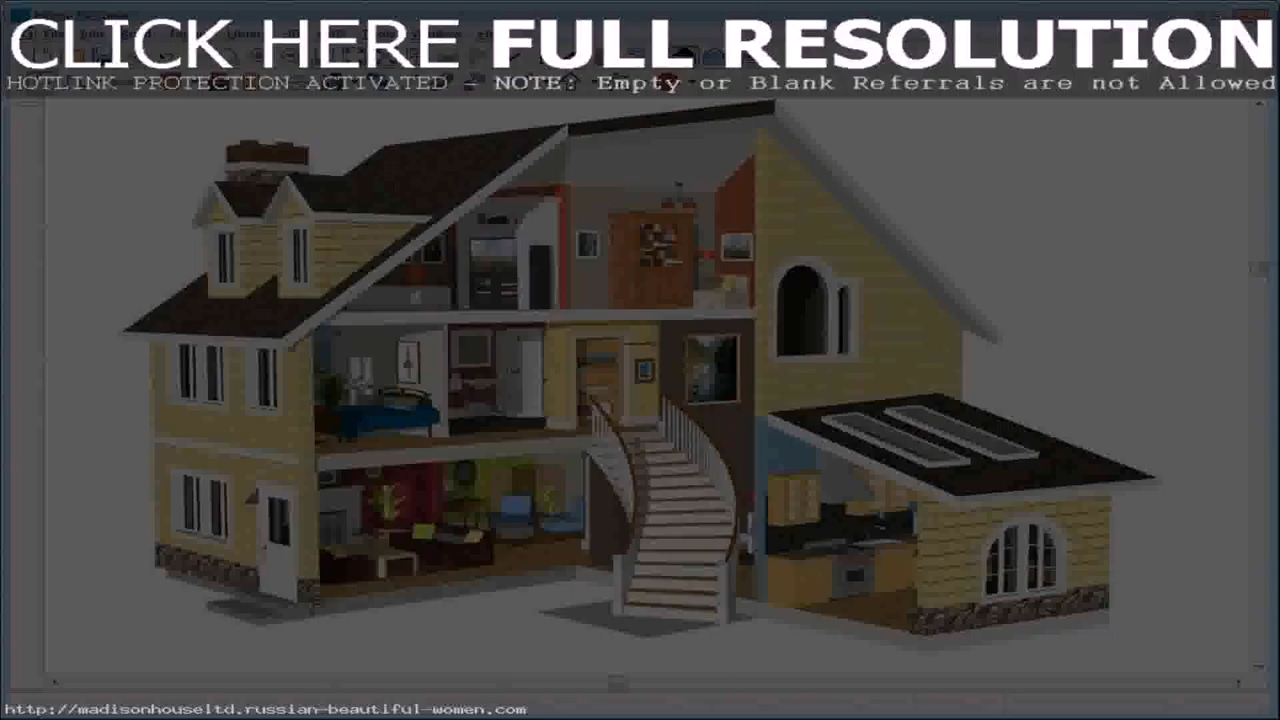 CLICK HERE FULL RESOLUTION
HOTLINK PROTECTION ACTIVATED - NOTE: Empty or Blank Referrals are not Allowed
http://madisonhouseltd.russian-beautiful-women.com